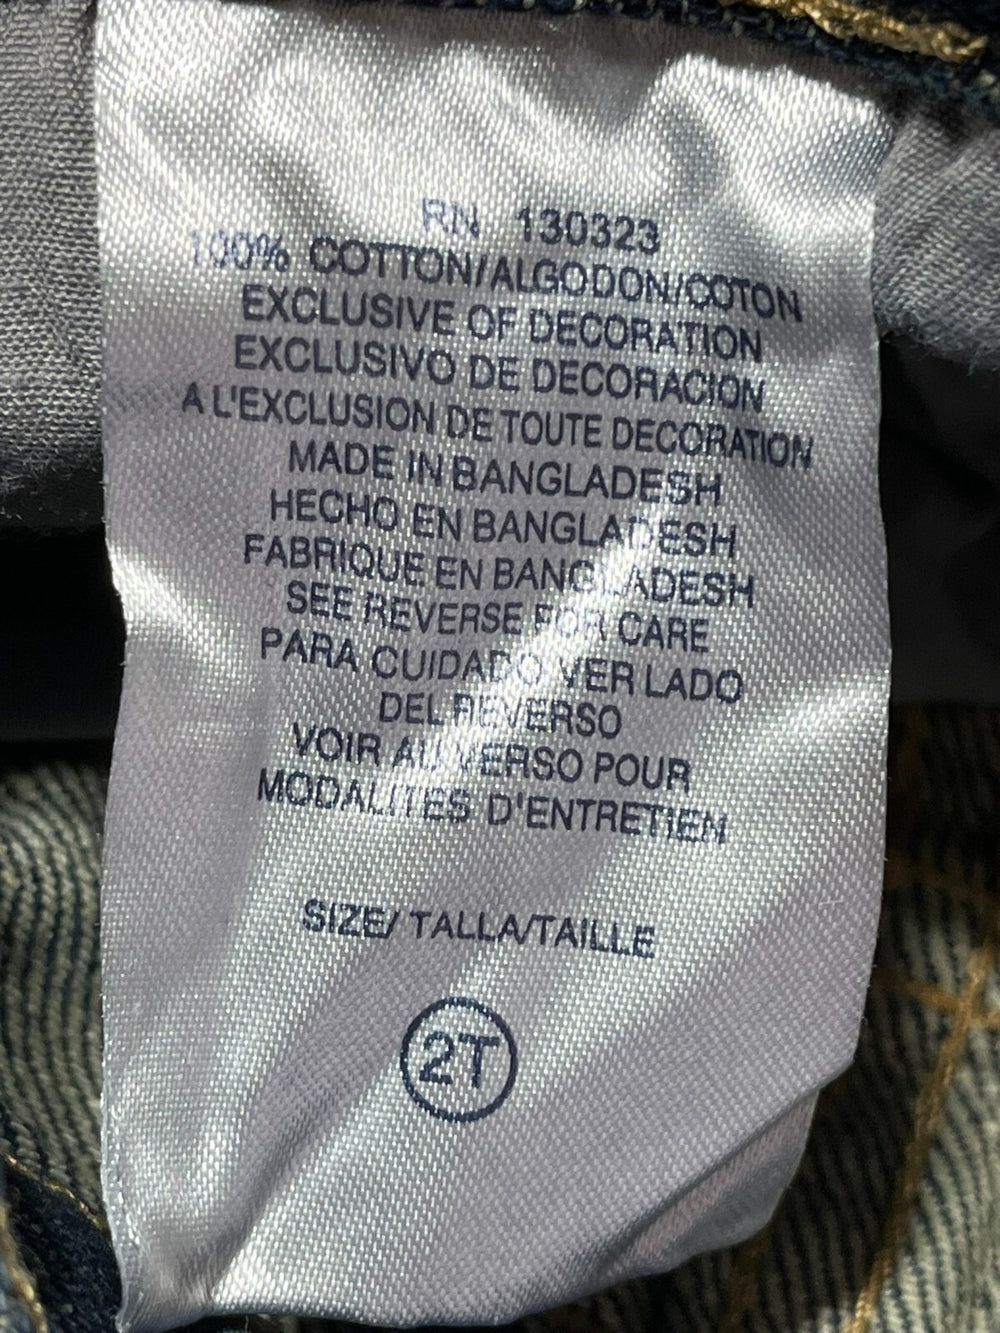 RN 130323
100% COTTON/ALGODON/COTON
EXCLUSIVE OF DECORATION
EXCLUSIVO DE DECORACION
A L'EXCLUSION DE TOUTE DECORATION
MADE IN BANGLADESH
HECHO EN BANGLADESH
FABRIQUE EN BANGLADESH
SEE REVERSE FOR CARE
PARA CUIDADO VER LADO
DEL REVERSO
VOIR AU VERSO POUR
MODALITES D'ENTRETIEN
SIZE/ TALLA/TAILLE
2T